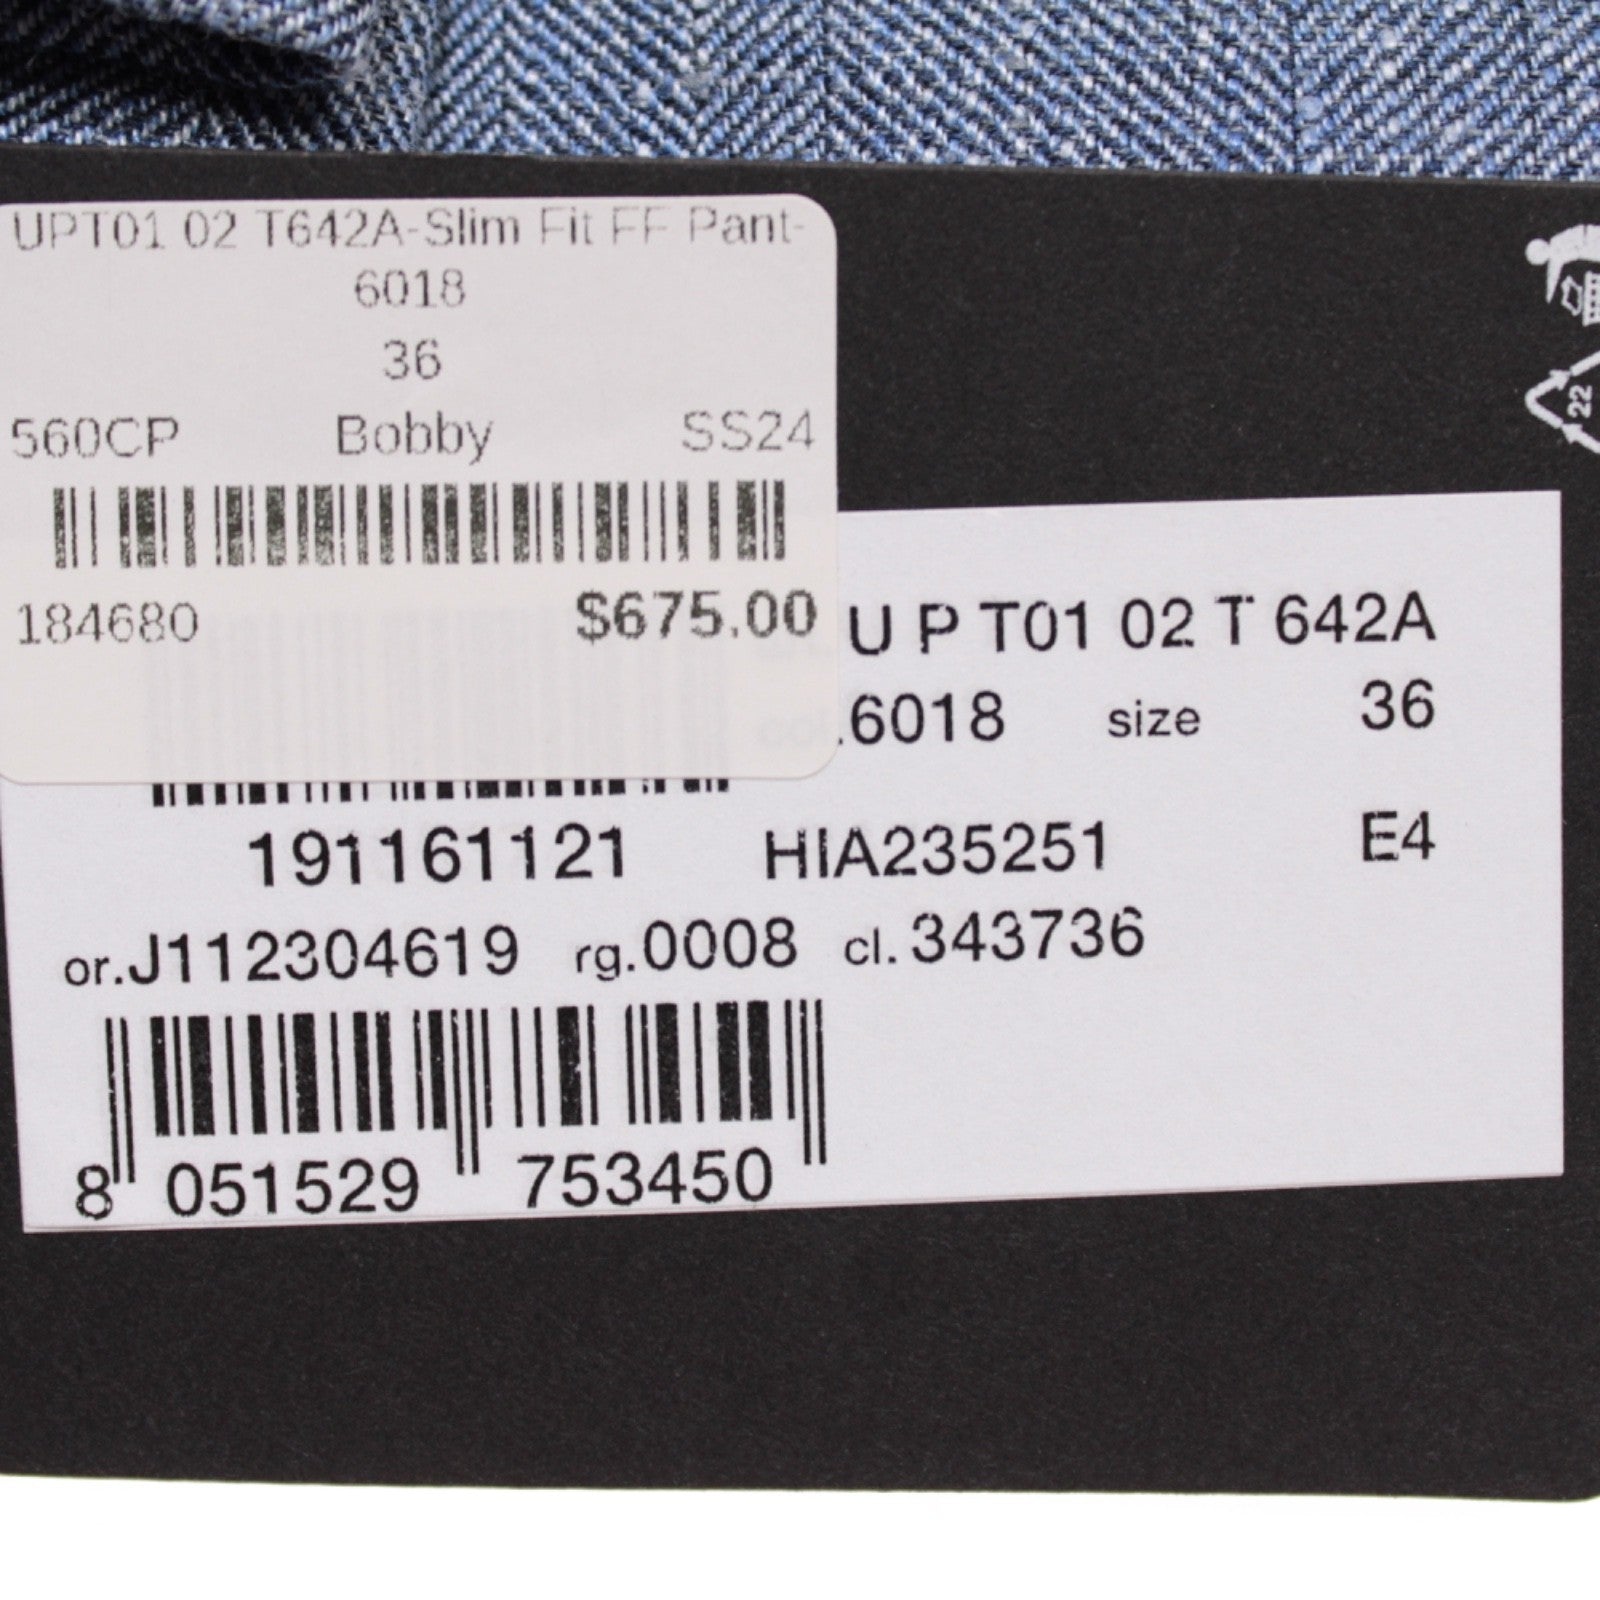 UPT01 02 T642A-Slim Fit FF Pant-
6018
36
560CP Bobby SS24
184680 $675.00
U P T01 02 T 642A
col.6018 size 36
191161121 HIA235251 E4
or.J112304619 rg.0008 cl.343736
8 051529 753450
22